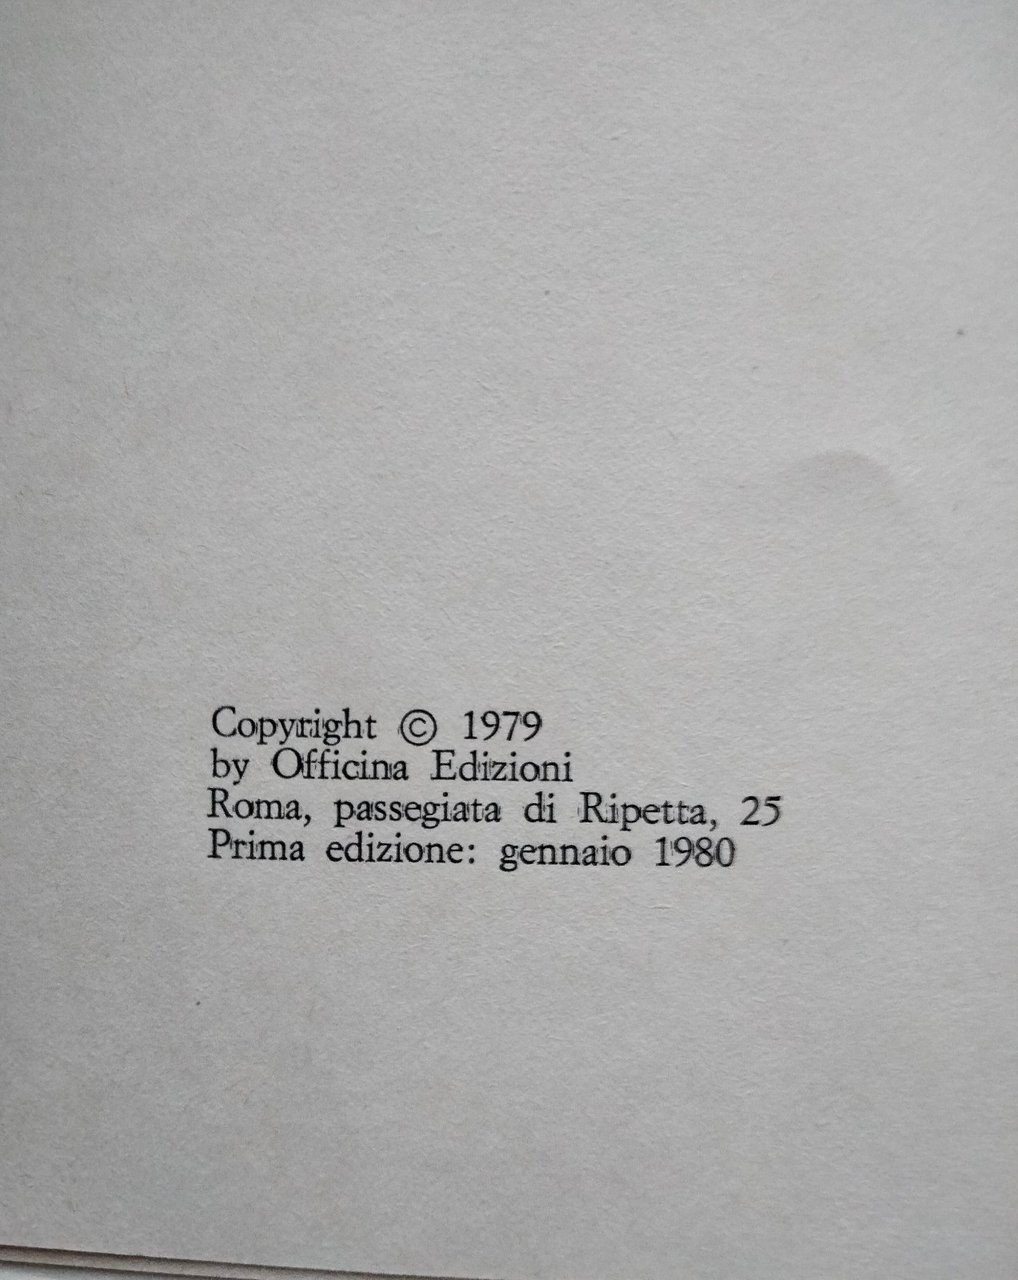 Copyright © 1979
by Officina Edizioni
Roma, passegiata di Ripetta, 25
Prima edizione: gennaio 1980